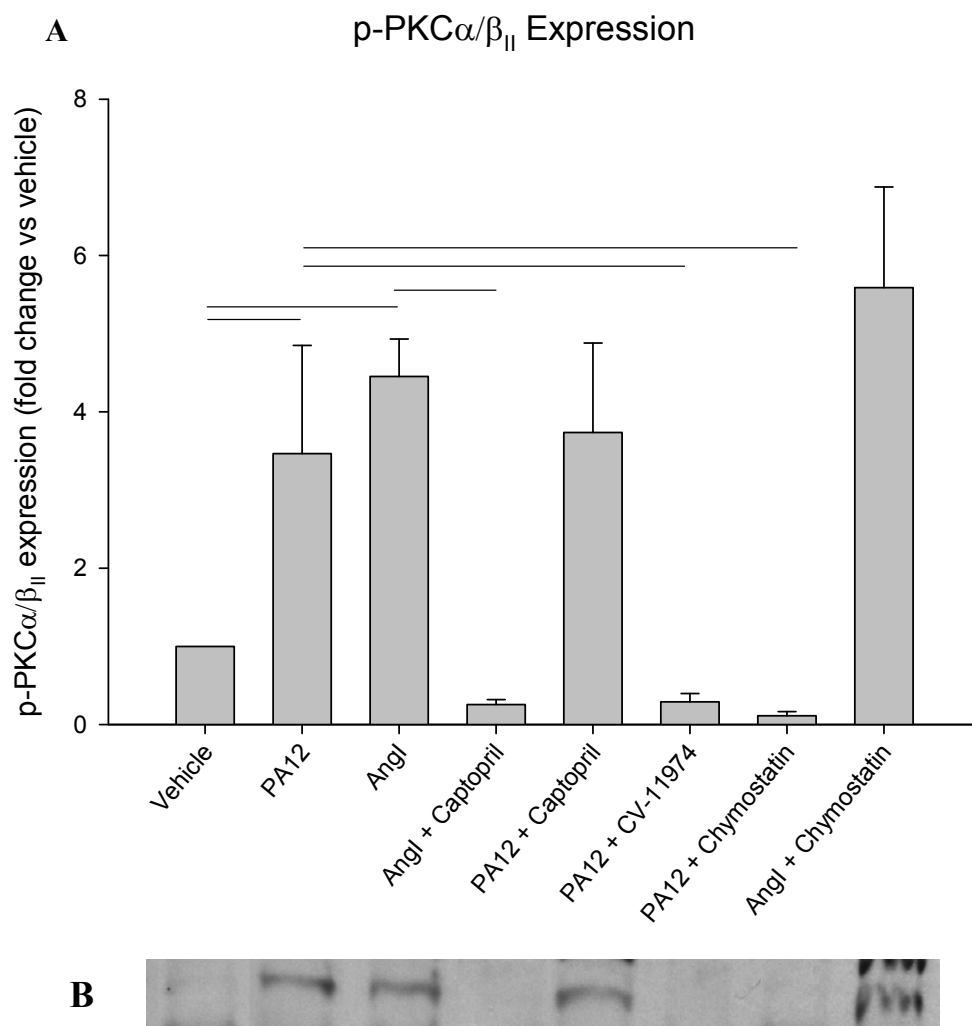 A
p-PKCα/βII Expression
p-PKCα/βII expression (fold change vs vehicle)
8
6
4
2
0
Vehicle
PA12
AngI
AngI + Captopril
PA12 + Captopril
PA12 + CV-11974
PA12 + Chymostatin
AngI + Chymostatin
B